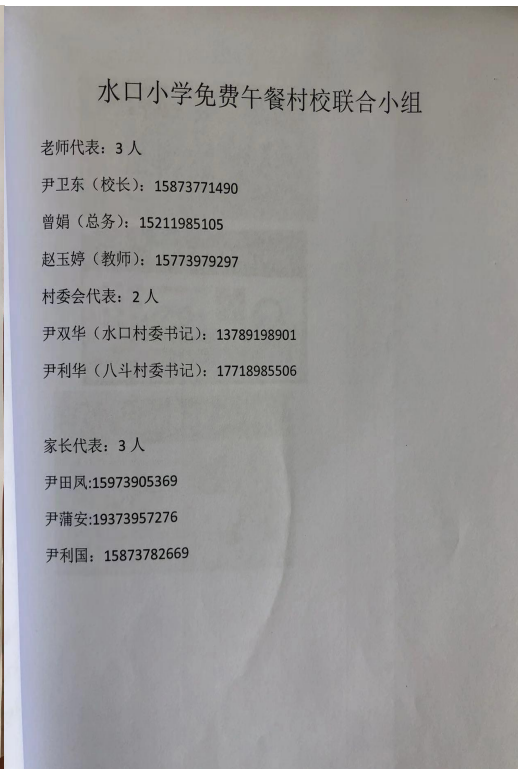 水口小学免费午餐村校联合小组
老师代表：3 人
尹卫东（校长）：15873771490
曾娟（总务）：15211985105
赵玉婷（教师）：15773979297
村委会代表：2 人
尹双华（水口村委书记）：13789198901
尹利华（八斗村委书记）：17718985506
家长代表：3 人
尹田凤:15973905369
尹蒲安:19373957276
尹利国：15873782669